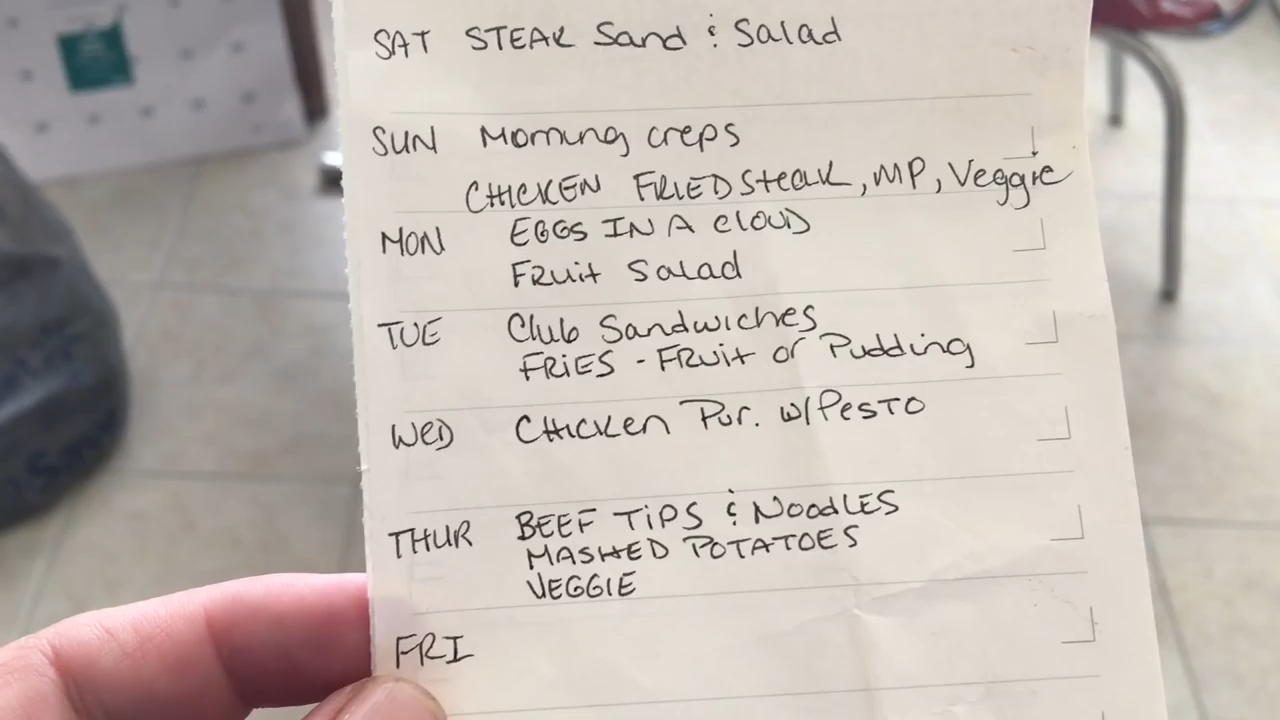 SAT STEAK Sand & Salad
SUN Morning creps
CHICKEN FRIED Steak, MP, Veggie
MON EGGS IN A CLOUD
Fruit Salad
TUE Club Sandwiches
FRIES - FRuit or Pudding
WED CHICKEN Par. w/PESTO
THUR BEEF TIPS & NOODLES
MASHED POTATOES
VEGGIE
FRI